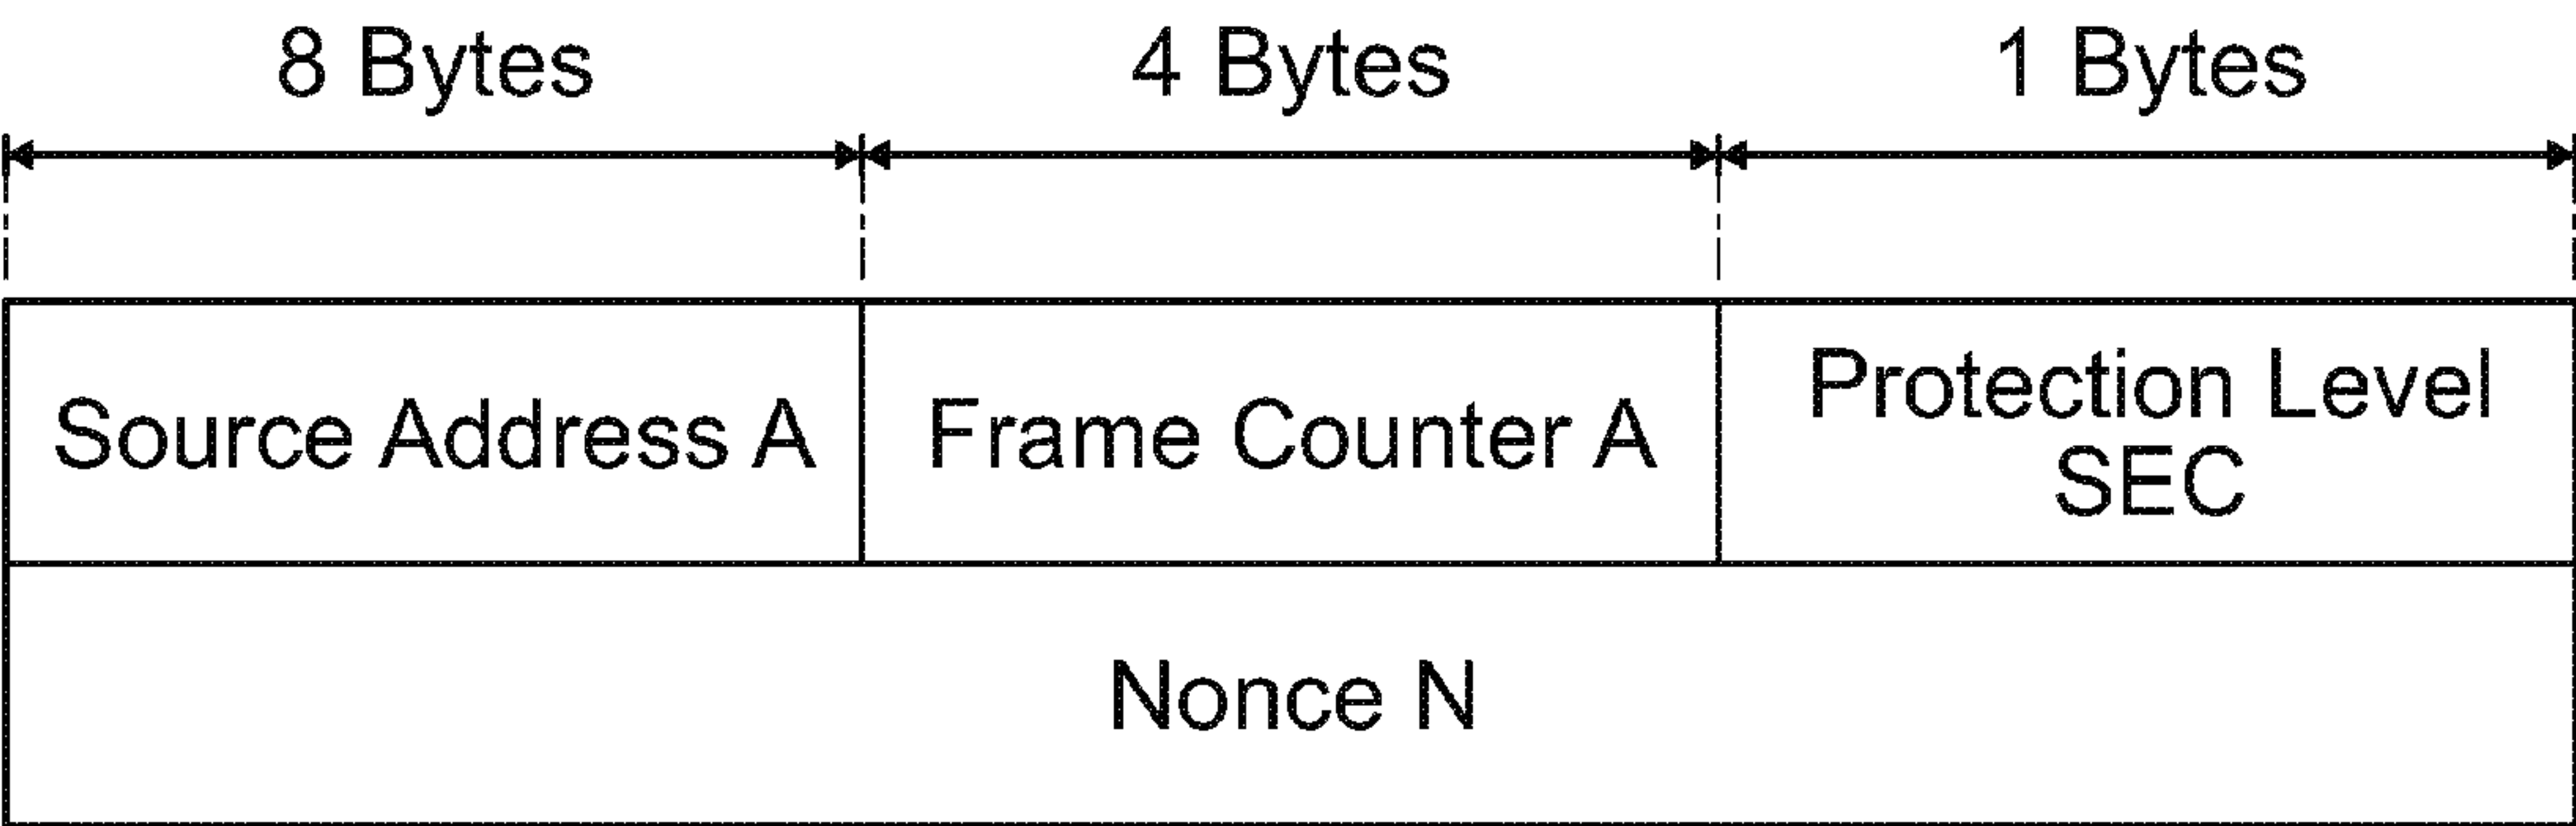 8 Bytes
4 Bytes
1 Bytes
Source Address A
Frame Counter A
Protection Level
SEC
Nonce N